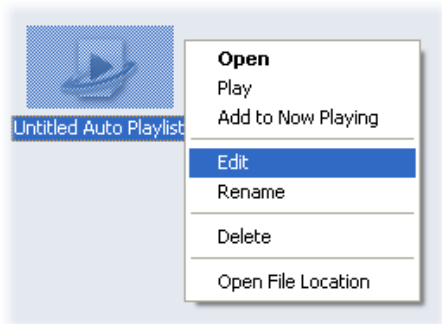 Untitled Auto Playlist
Open
Play
Add to Now Playing
Edit
Rename
Delete
Open File Location